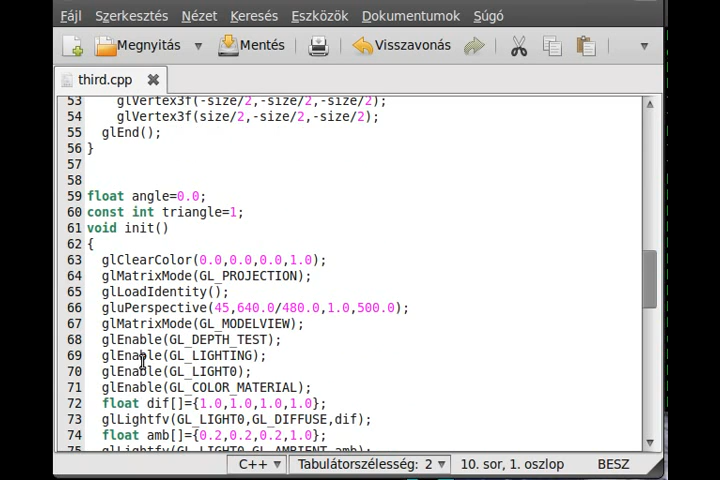 Fájl Szerkesztés Nézet Keresés Eszközök Dokumentumok Súgó
Megnyitás Mentés Visszavonás
third.cpp
53 glVertex3f(-size/2,-size/2,-size/2);
54 glVertex3f(size/2,-size/2,-size/2);
55 glEnd();
56 }
57
58
59 float angle=0.0;
60 const int triangle=1;
61 void init()
62 {
63 glClearColor(0.0,0.0,0.0,1.0);
64 glMatrixMode(GL_PROJECTION);
65 glLoadIdentity();
66 gluPerspective(45,640.0/480.0,1.0,500.0);
67 glMatrixMode(GL_MODELVIEW);
68 glEnable(GL_DEPTH_TEST);
69 glEnable(GL_LIGHTING);
70 glEnable(GL_LIGHT0);
71 glEnable(GL_COLOR_MATERIAL);
72 float dif[]={1.0,1.0,1.0,1.0};
73 glLightfv(GL_LIGHT0,GL_DIFFUSE,dif);
74 float amb[]={0.2,0.2,0.2,1.0};
75 glLightfv(GL_LIGHT0,GL_AMBIENT,amb);
C++ Tabulátorszélesség: 2 10. sor, 1. oszlop BESZ